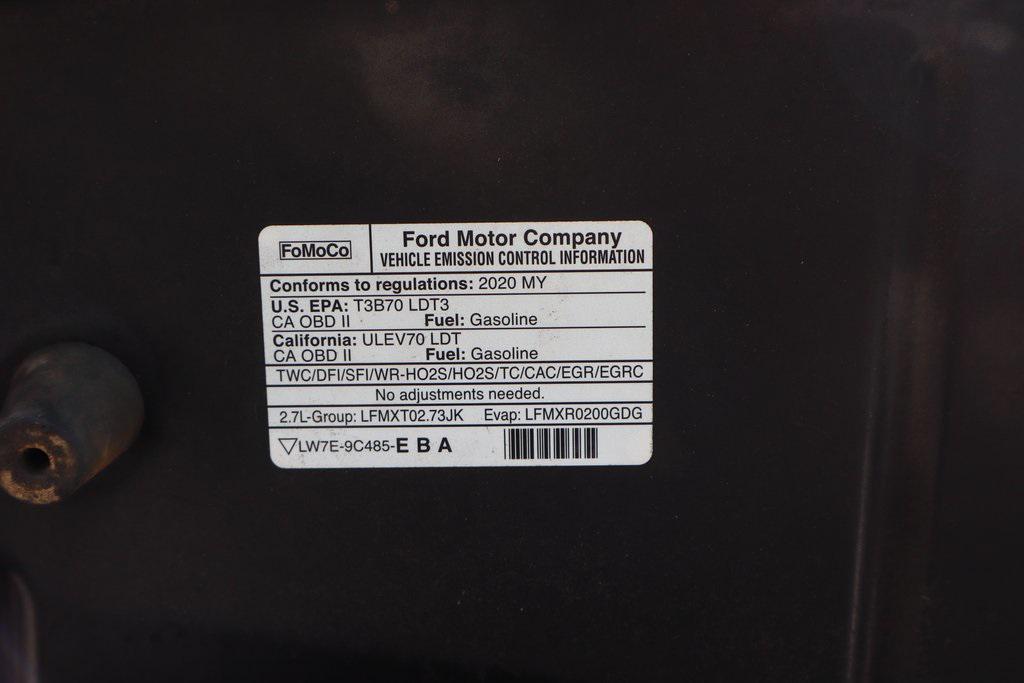 FoMoCo
Ford Motor Company
VEHICLE EMISSION CONTROL INFORMATION
Conforms to regulations: 2020 MY
U.S. EPA: T3B70 LDT3
CA OBD II Fuel: Gasoline
California: ULEV70 LDT
CA OBD II Fuel: Gasoline
TWC/DFI/SFI/WR-HO2S/HO2S/TC/CAC/EGR/EGRC
No adjustments needed.
2.7L-Group: LFMXT02.73JK Evap: LFMXR0200GDG
LW7E-9C485-E B A